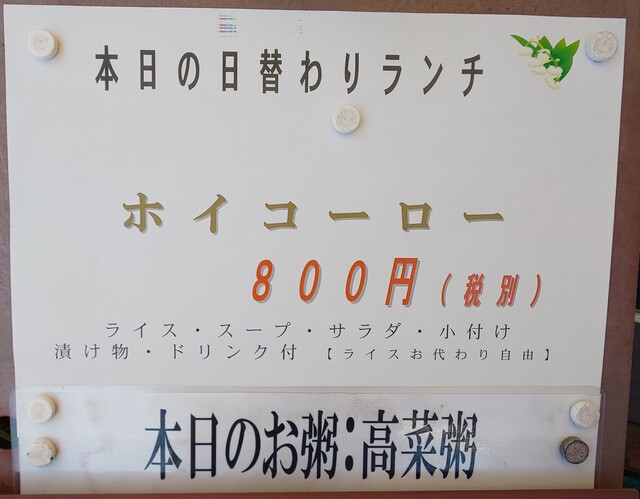 本日の日替わりランチ
ホイコーロー
８００円（税別）
ライス・スープ・サラダ・小付け
漬け物・ドリンク付 【ライスお代わり自由】
本日のお粥：高菜粥